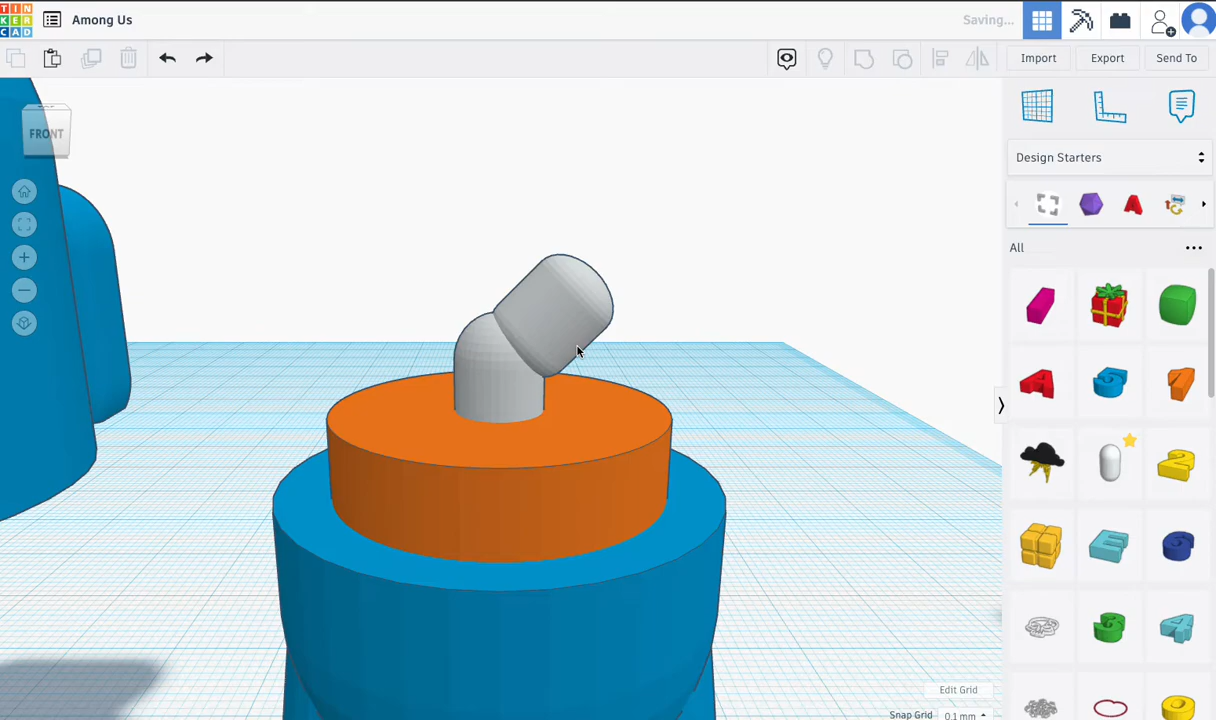 TIN
KER
CAD
Among Us
Saving...
Import
Export
Send To
FRONT
Design Starters
All
Edit Grid
Snap Grid
0.1 mm